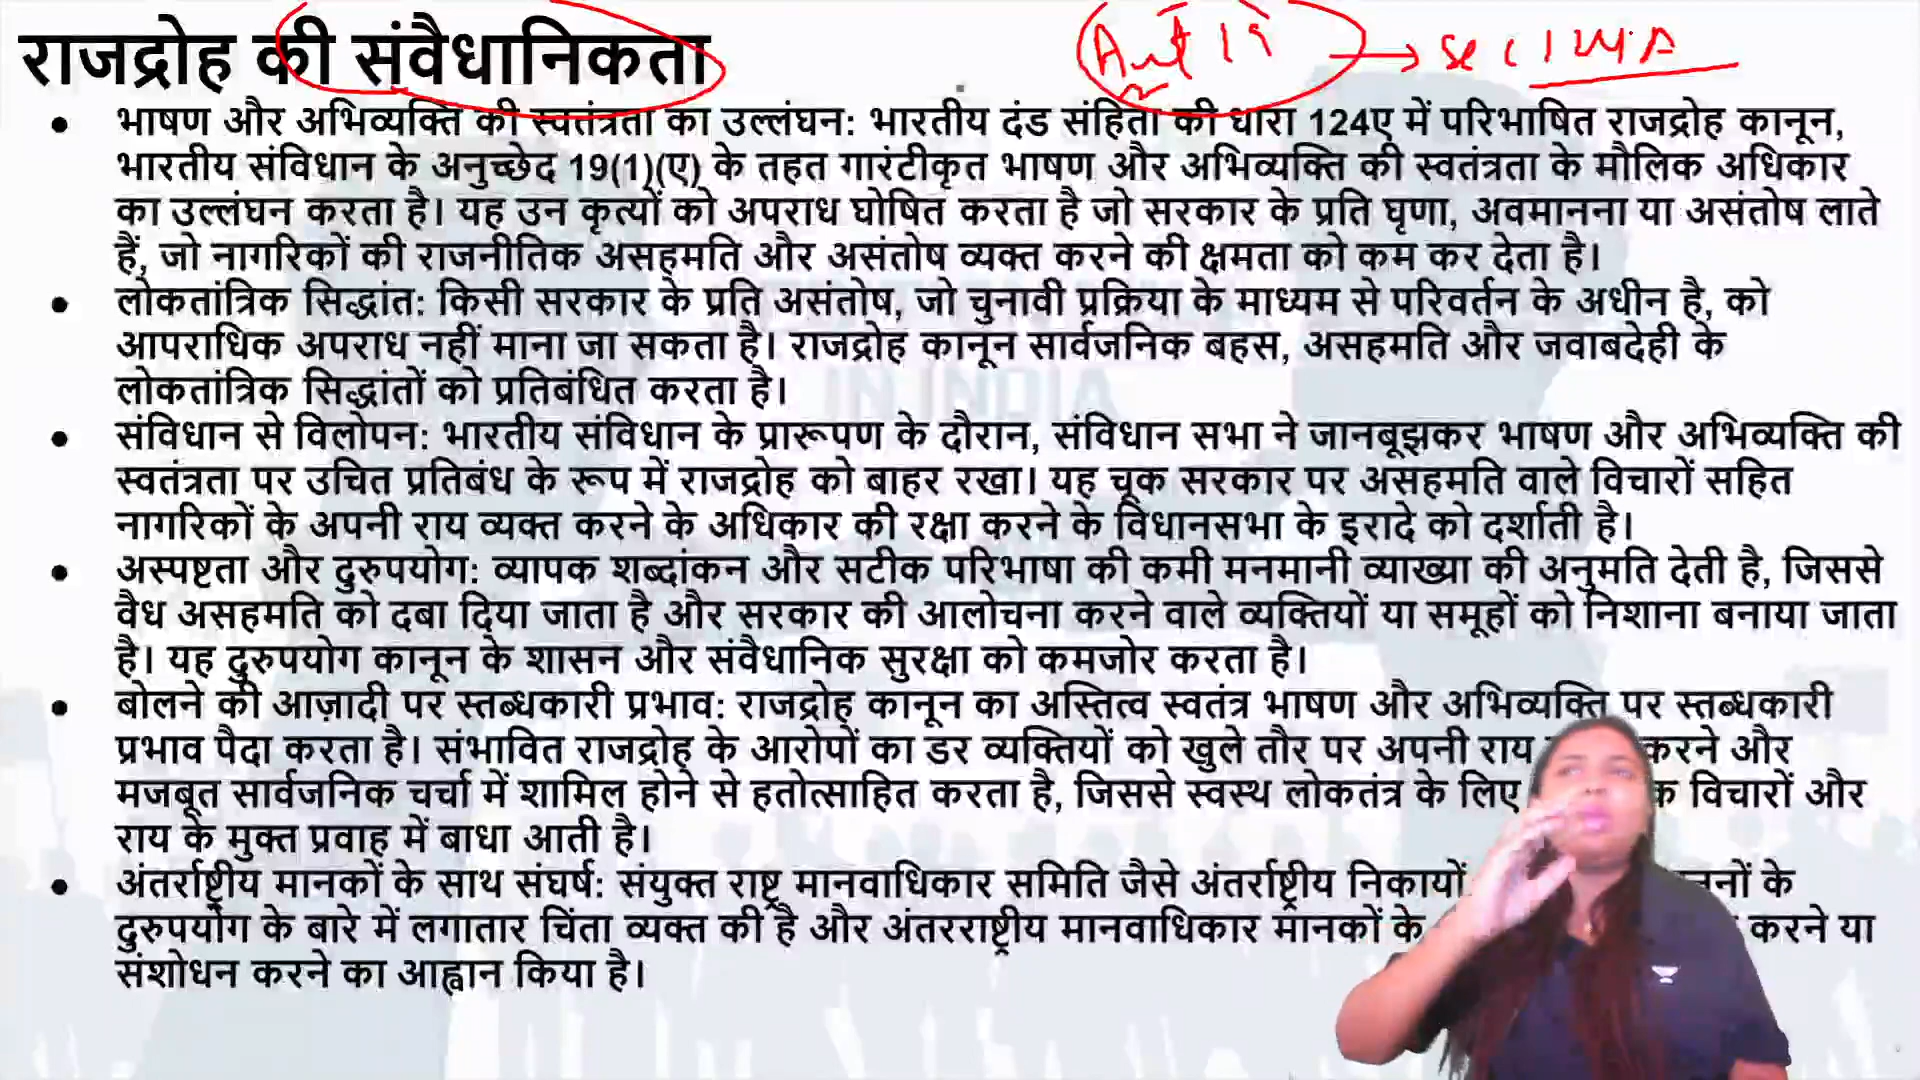 राजद्रोह की संवैधानिकता
Art 19 → Sec 124A
• भाषण और अभिव्यक्ति की स्वतंत्रता का उल्लंघन: भारतीय दंड संहिता की धारा 124ए में परिभाषित राजद्रोह कानून,
भारतीय संविधान के अनुच्छेद 19(1)(ए) के तहत गारंटीकृत भाषण और अभिव्यक्ति की स्वतंत्रता के मौलिक अधिकार
का उल्लंघन करता है। यह उन कृत्यों को अपराध घोषित करता है जो सरकार के प्रति घृणा, अवमानना या असंतोष लाते
हैं, जो नागरिकों की राजनीतिक असहमति और असंतोष व्यक्त करने की क्षमता को कम कर देता है।
• लोकतांत्रिक सिद्धांत: किसी सरकार के प्रति असंतोष, जो चुनावी प्रक्रिया के माध्यम से परिवर्तन के अधीन है, को
आपराधिक अपराध नहीं माना जा सकता है। राजद्रोह कानून सार्वजनिक बहस, असहमति और जवाबदेही के
लोकतांत्रिक सिद्धांतों को प्रतिबंधित करता है।
IN INDIA
• संविधान से विलोपन: भारतीय संविधान के प्रारूपण के दौरान, संविधान सभा ने जानबूझकर भाषण और अभिव्यक्ति की
स्वतंत्रता पर उचित प्रतिबंध के रूप में राजद्रोह को बाहर रखा। यह चूक सरकार पर असहमति वाले विचारों सहित
नागरिकों के अपनी राय व्यक्त करने के अधिकार की रक्षा करने के विधानसभा के इरादे को दर्शाती है।
• अस्पष्टता और दुरुपयोग: व्यापक शब्दांकन और सटीक परिभाषा की कमी मनमानी व्याख्या की अनुमति देती है, जिससे
वैध असहमति को दबा दिया जाता है और सरकार की आलोचना करने वाले व्यक्तियों या समूहों को निशाना बनाया जाता
है। यह दुरुपयोग कानून के शासन और संवैधानिक सुरक्षा को कमजोर करता है।
• बोलने की आज़ादी पर स्तब्धकारी प्रभाव: राजद्रोह कानून का अस्तित्व स्वतंत्र भाषण और अभिव्यक्ति पर स्तब्धकारी
प्रभाव पैदा करता है। संभावित राजद्रोह के आरोपों का डर व्यक्तियों को खुले तौर पर अपनी राय करने और
मजबूत सार्वजनिक चर्चा में शामिल होने से हतोत्साहित करता है, जिससे स्वस्थ लोकतंत्र के लिए विचारों और
राय के मुक्त प्रवाह में बाधा आती है।
• अंतर्राष्ट्रीय मानकों के साथ संघर्ष: संयुक्त राष्ट्र मानवाधिकार समिति जैसे अंतर्राष्ट्रीय निकायों के
दुरुपयोग के बारे में लगातार चिंता व्यक्त की है और अंतरराष्ट्रीय मानवाधिकार मानकों के करने या
संशोधन करने का आह्वान किया है।